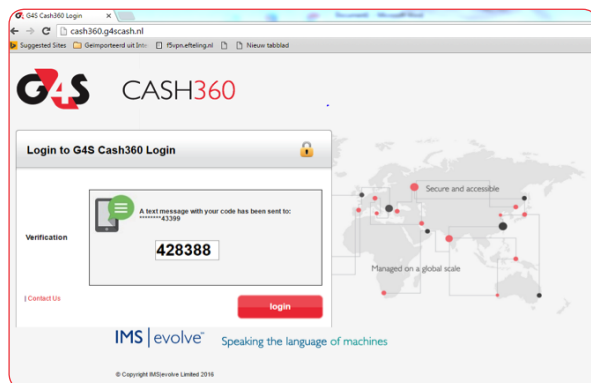 G4S Cash360 Login
cash360.g4scash.nl
Suggested Sites Geïmporteerd uit Inte f5vpn.efteling.nl Nieuw tabblad
G4S CASH360
Login to G4S Cash360 Login
Secure and accessible
A text message with your code has been sent to:
********43399
Verification
428388
Managed on a global scale
| Contact Us
login
IMS|evolve™ Speaking the language of machines
© Copyright IMS|evolve Limited 2016